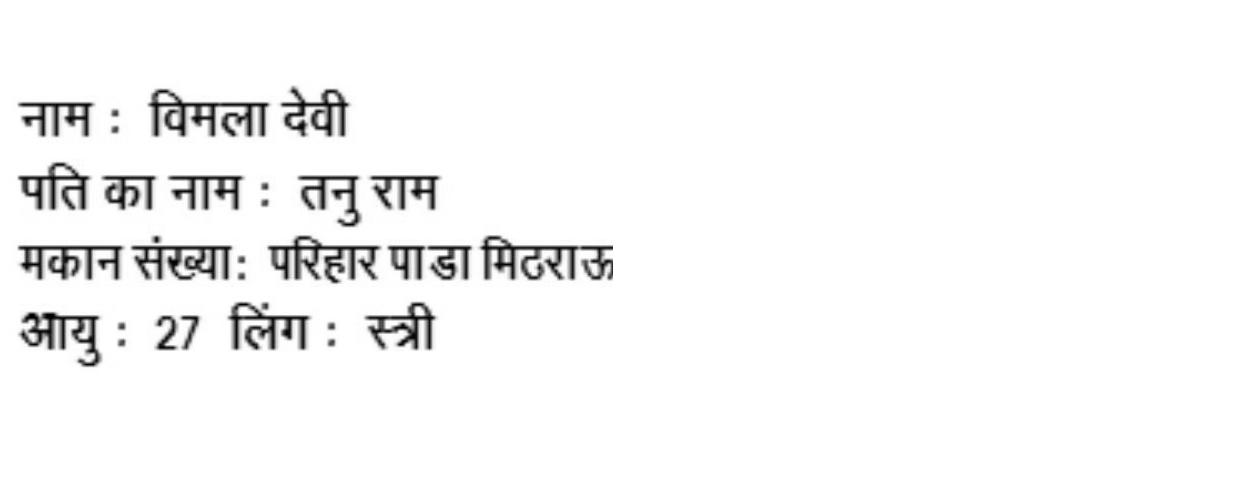 नाम : विमला देवी
पति का नाम : तनु राम
मकान संख्या: परिहार पाडा मिठराऊ
आयु : 27 लिंग : स्त्री